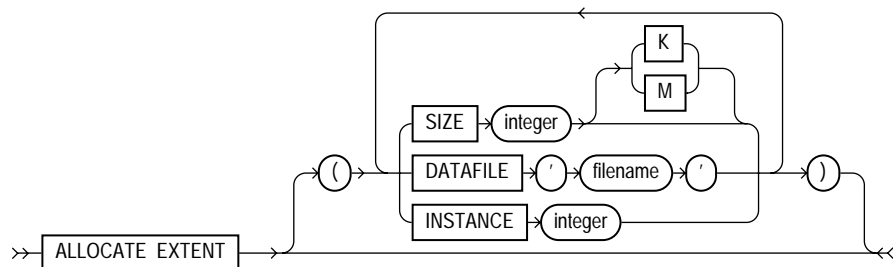 K
M
SIZE integer
( DATAFILE ' filename ' )
INSTANCE integer
ALLOCATE EXTENT